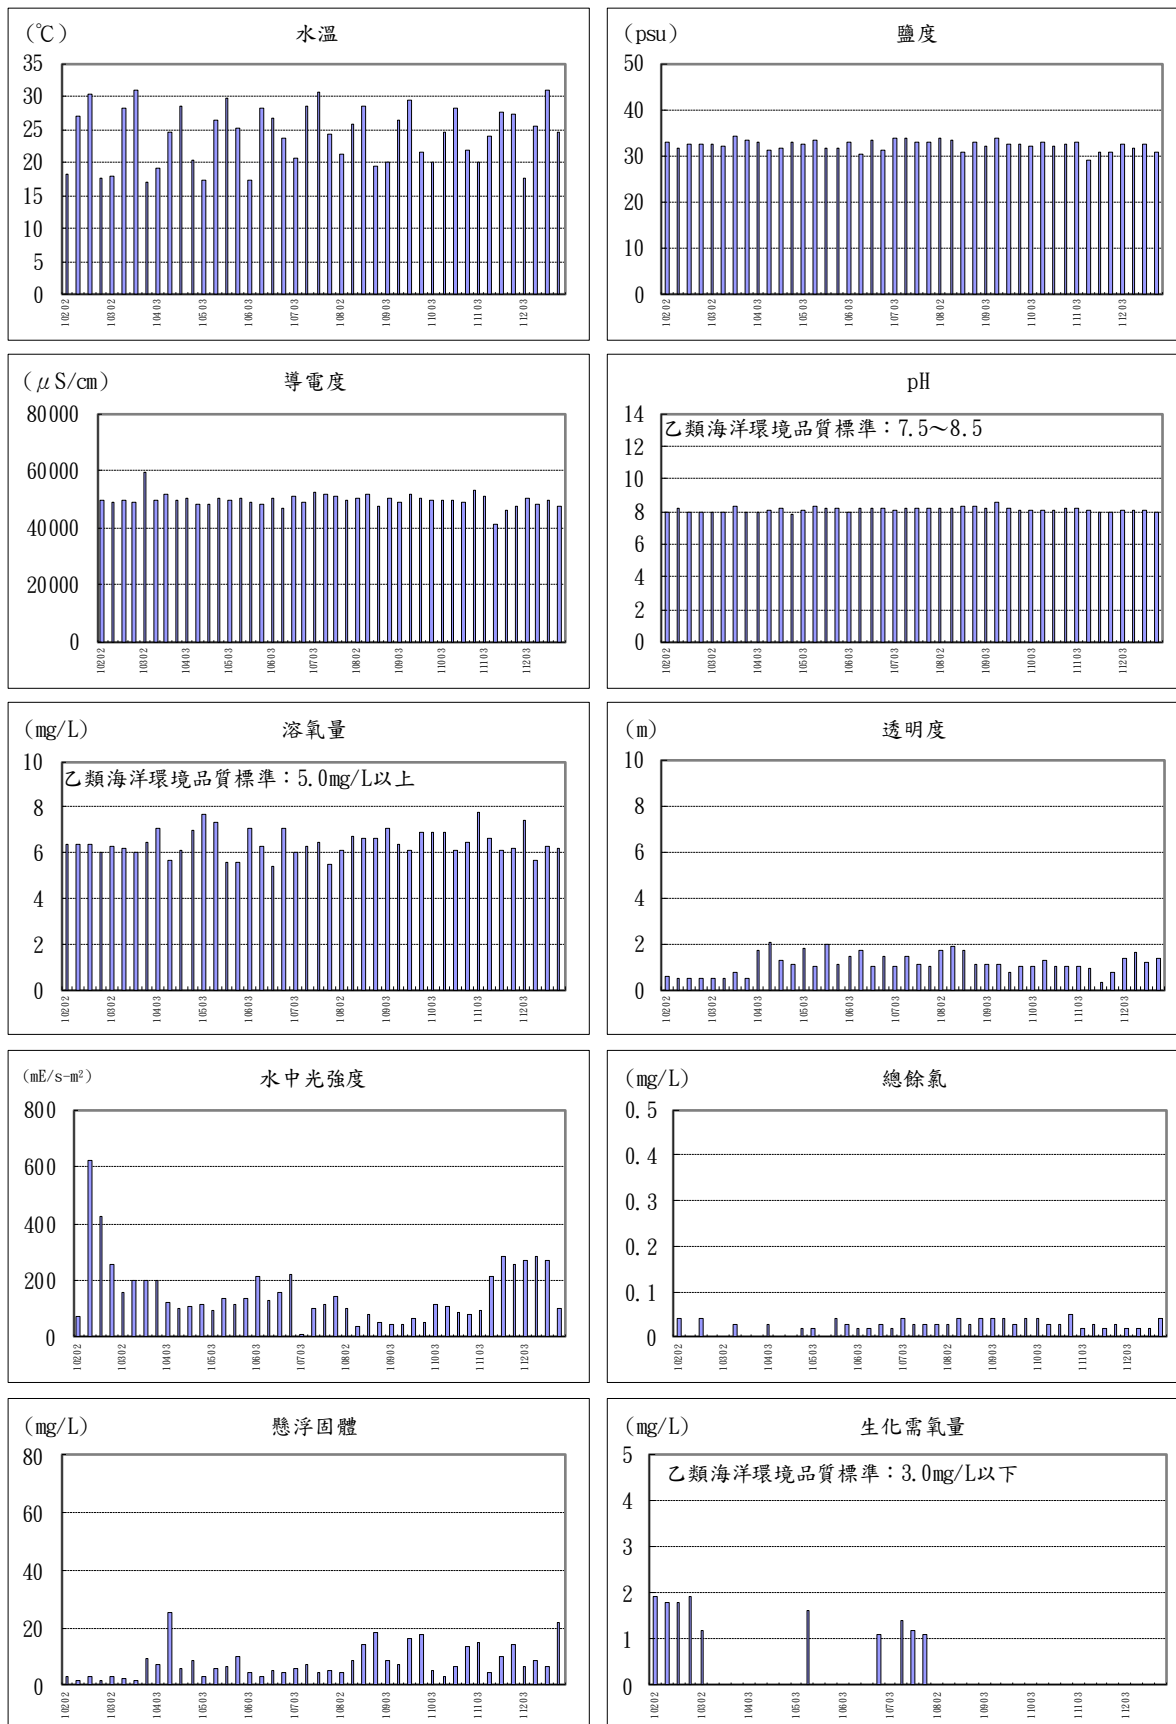 (℃) 水溫
35
30
25
20
15
10
5
0
10202 10302 10403 10503 10603 10703 10802 10903 11003 11103 11203
(psu) 鹽度
50
40
30
20
10
0
10202 10302 10403 10503 10603 10703 10802 10903 11003 11103 11203
(μS/cm) 導電度
80000
60000
40000
20000
0
10202 10302 10403 10503 10603 10703 10802 10903 11003 11103 11203
pH
乙類海洋環境品質標準：7.5～8.5
14
12
10
8
6
4
2
0
10202 10302 10403 10503 10603 10703 10802 10903 11003 11103 11203
(mg/L) 溶氧量
乙類海洋環境品質標準：5.0mg/L以上
10
8
6
4
2
0
10202 10302 10403 10503 10603 10703 10802 10903 11003 11103 11203
(m) 透明度
10
8
6
4
2
0
10202 10302 10403 10503 10603 10703 10802 10903 11003 11103 11203
(mE/s-m²) 水中光強度
800
600
400
200
0
10202 10302 10403 10503 10603 10703 10802 10903 11003 11103 11203
(mg/L) 總餘氯
0.5
0.4
0.3
0.2
0.1
0
10202 10302 10403 10503 10603 10703 10802 10903 11003 11103 11203
(mg/L) 懸浮固體
80
60
40
20
0
10202 10302 10403 10503 10603 10703 10802 10903 11003 11103 11203
(mg/L) 生化需氧量
乙類海洋環境品質標準：3.0mg/L以下
5
4
3
2
1
0
10202 10302 10403 10503 10603 10703 10802 10903 11003 11103 11203